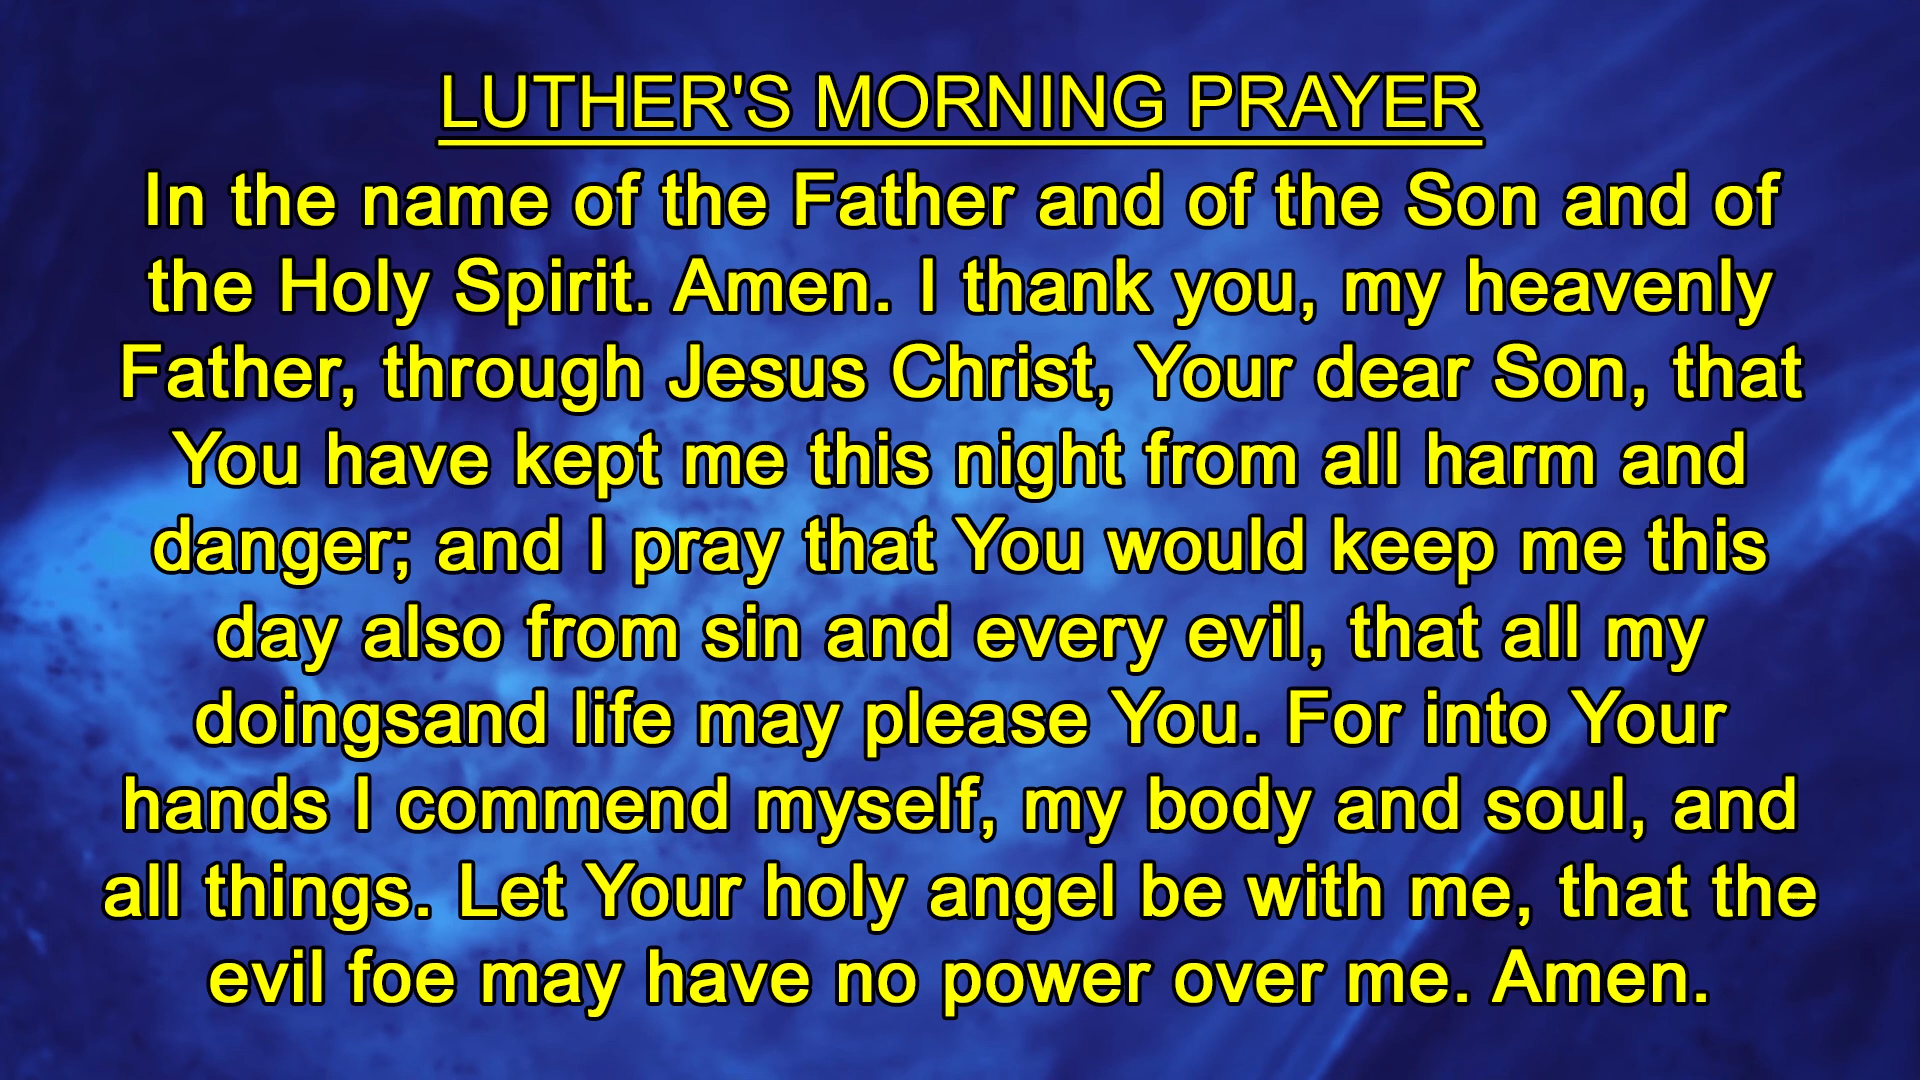 LUTHER'S MORNING PRAYER
In the name of the Father and of the Son and of
the Holy Spirit. Amen. I thank you, my heavenly
Father, through Jesus Christ, Your dear Son, that
You have kept me this night from all harm and
danger; and I pray that You would keep me this
day also from sin and every evil, that all my
doingsand life may please You. For into Your
hands I commend myself, my body and soul, and
all things. Let Your holy angel be with me, that the
evil foe may have no power over me. Amen.